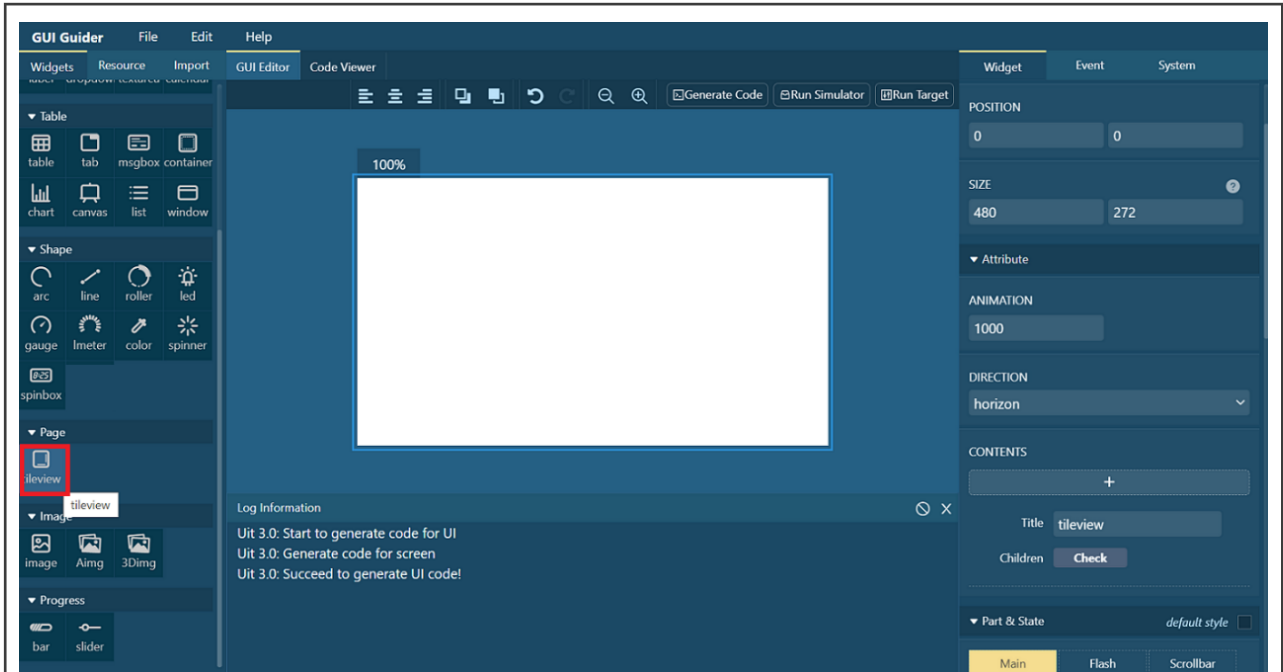 GUI Guider File Edit Help
Widgets Resource Import GUI Editor Code Viewer Widget Event System
Generate Code Run Simulator Run Target
POSITION
▾ Table
0 0
table tab msgbox container
100%
SIZE
480 272
chart canvas list window
▾ Shape
▾ Attribute
arc line roller led
ANIMATION
1000
gauge lmeter color spinner
DIRECTION
spinbox
horizon
▾ Page
CONTENTS
+
tileview
tileview
▾ Image
Log Information
Title tileview
Uit 3.0: Start to generate code for UI
Uit 3.0: Generate code for screen
Children Check
image Aimg 3Dimg
Uit 3.0: Succeed to generate UI code!
▾ Progress
▾ Part & State default style
bar slider
Main Flash Scrollbar